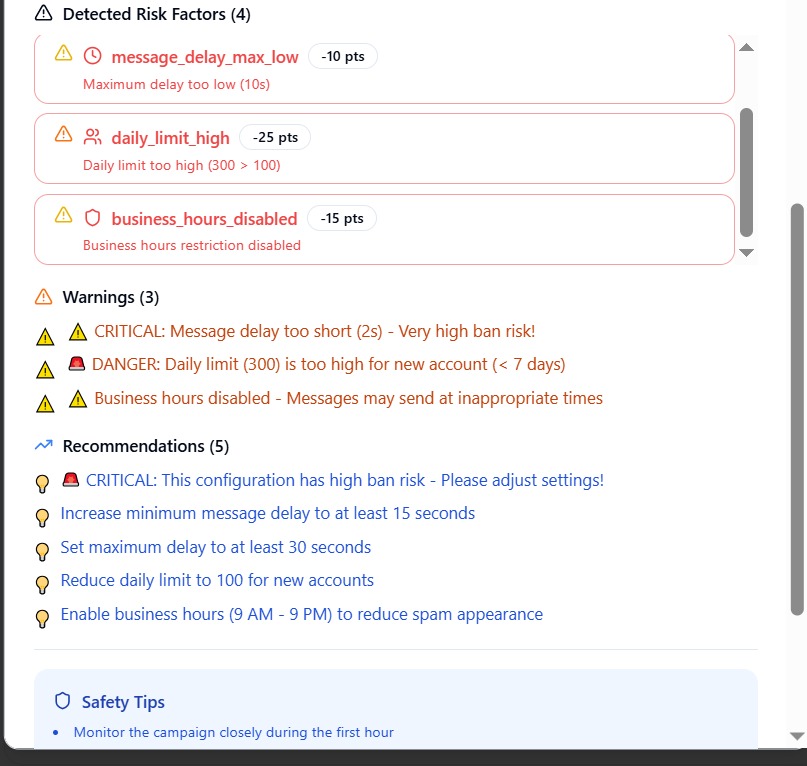 Detected Risk Factors (4)
message_delay_max_low -10 pts
Maximum delay too low (10s)
daily_limit_high -25 pts
Daily limit too high (300 > 100)
business_hours_disabled -15 pts
Business hours restriction disabled
Warnings (3)
CRITICAL: Message delay too short (2s) - Very high ban risk!
DANGER: Daily limit (300) is too high for new account (< 7 days)
Business hours disabled - Messages may send at inappropriate times
Recommendations (5)
CRITICAL: This configuration has high ban risk - Please adjust settings!
Increase minimum message delay to at least 15 seconds
Set maximum delay to at least 30 seconds
Reduce daily limit to 100 for new accounts
Enable business hours (9 AM - 9 PM) to reduce spam appearance
Safety Tips
• Monitor the campaign closely during the first hour